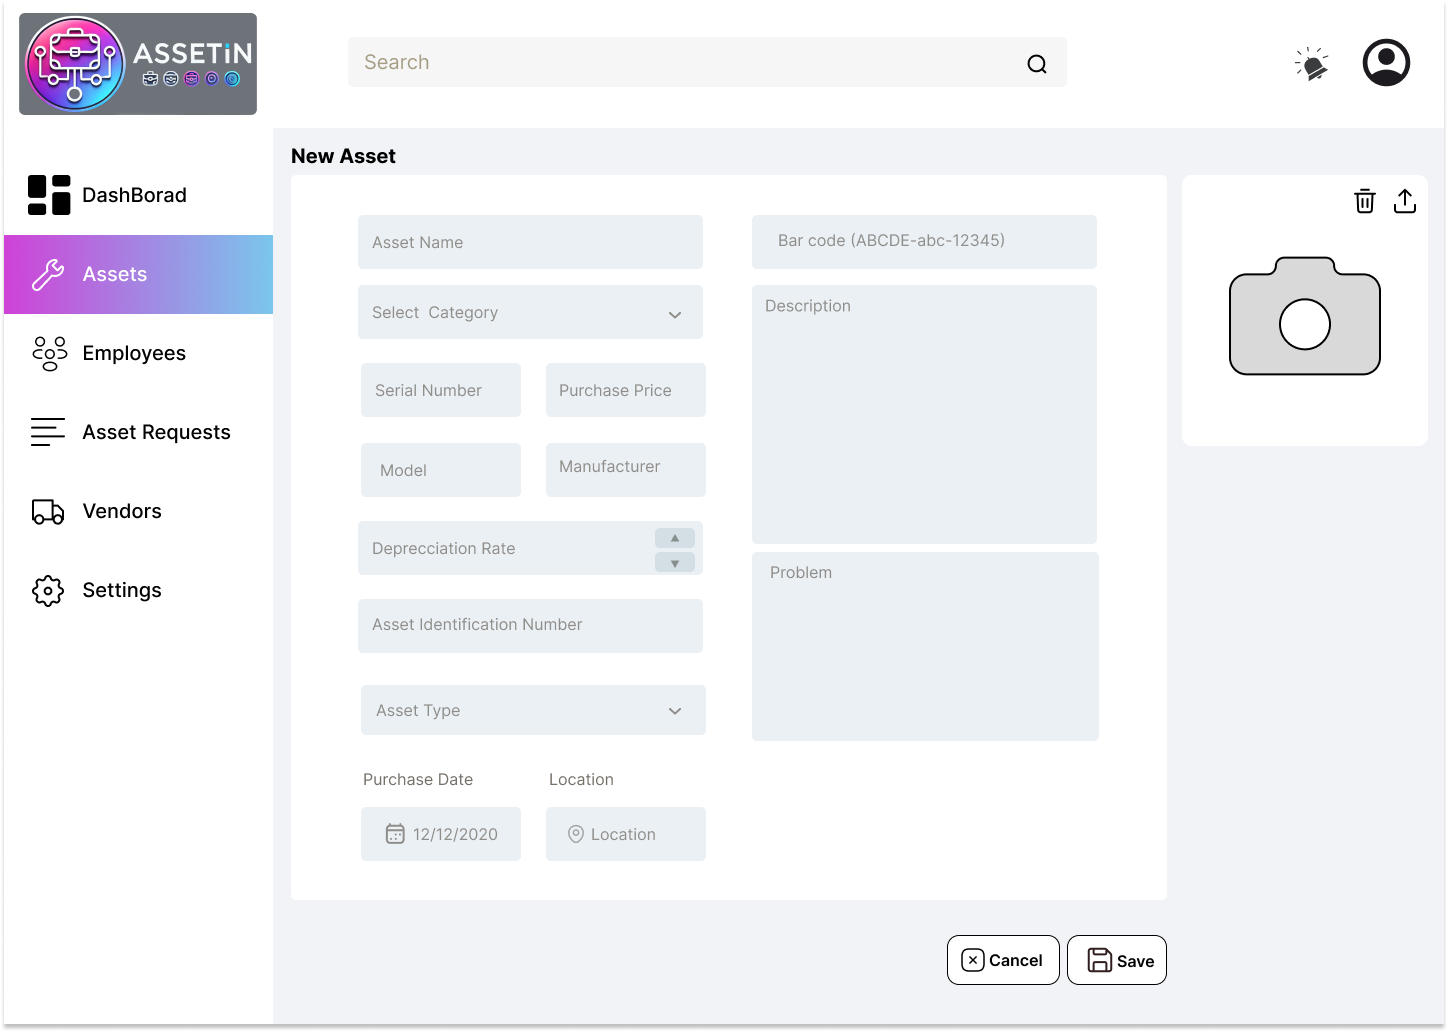 ASSETiN
Search
New Asset
DashBorad
Assets
Employees
Asset Requests
Vendors
Settings
Asset Name
Select  Category
Serial Number
Purchase Price
Model
Manufacturer
Deprecciation Rate
Asset Identification Number
Asset Type
Purchase Date
Location
12/12/2020
Location
Bar code (ABCDE-abc-12345)
Description
Problem
Cancel
Save